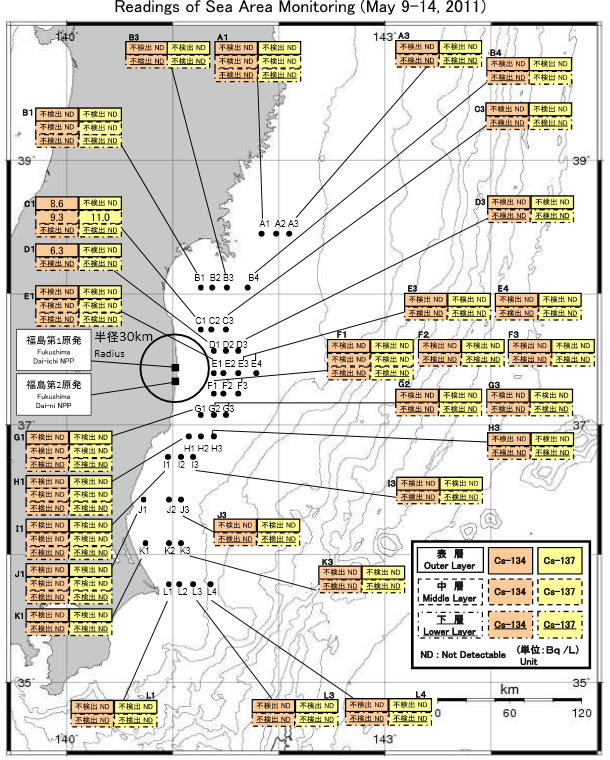 Readings of Sea Area Monitoring (May 9-14, 2011)
140° 143°
B3
不検出 ND 不検出 ND
不検出 ND 不検出 ND
A1
不検出 ND 不検出 ND
不検出 ND 不検出 ND
不検出 ND 不検出 ND
A3
不検出 ND 不検出 ND
不検出 ND 不検出 ND
B4
不検出 ND 不検出 ND
不検出 ND 不検出 ND
C3
不検出 ND 不検出 ND
不検出 ND 不検出 ND
B1
不検出 ND 不検出 ND
不検出 ND 不検出 ND
不検出 ND 不検出 ND
39° 39°
C1
8.6 不検出 ND
9.3 11.0
不検出 ND 不検出 ND
D3
不検出 ND 不検出 ND
不検出 ND 不検出 ND
D1
6.3 不検出 ND
不検出 ND 不検出 ND
A1 A2 A3
B1 B2 B3 B4
E1
不検出 ND 不検出 ND
不検出 ND 不検出 ND
不検出 ND 不検出 ND
E3
不検出 ND 不検出 ND
不検出 ND 不検出 ND
E4
不検出 ND 不検出 ND
不検出 ND 不検出 ND
C1 C2 C3
福島第1原発
Fukushima
Dai-ichi NPP
半径30km
Radius
D1 D2 D3
E1 E2 E3 E4
F1
不検出 ND 不検出 ND
不検出 ND 不検出 ND
不検出 ND 不検出 ND
F2
不検出 ND 不検出 ND
不検出 ND 不検出 ND
F3
不検出 ND 不検出 ND
不検出 ND 不検出 ND
福島第2原発
Fukushima
Dai-ni NPP
F1 F2 F3
G2
不検出 ND 不検出 ND
不検出 ND 不検出 ND
G3
不検出 ND 不検出 ND
不検出 ND 不検出 ND
G1 G2 G3
37°
H3
不検出 ND 不検出 ND
不検出 ND 不検出 ND
G1
不検出 ND 不検出 ND
不検出 ND 不検出 ND
不検出 ND 不検出 ND
H1 H2 H3
I1 I2 I3
H1
不検出 ND 不検出 ND
不検出 ND 不検出 ND
不検出 ND 不検出 ND
I3
不検出 ND 不検出 ND
不検出 ND 不検出 ND
J1 J2 J3
I1
不検出 ND 不検出 ND
不検出 ND 不検出 ND
不検出 ND 不検出 ND
J3
不検出 ND 不検出 ND
不検出 ND 不検出 ND
K1 K2 K3
J1
不検出 ND 不検出 ND
不検出 ND 不検出 ND
不検出 ND 不検出 ND
K3
不検出 ND 不検出 ND
不検出 ND 不検出 ND
L1 L2 L3 L4
K1
不検出 ND 不検出 ND
不検出 ND 不検出 ND
表 層
Outer Layer
Cs-134 Cs-137
中 層
Middle Layer
Cs-134 Cs-137
下 層
Lower Layer
Cs-134 Cs-137
ND : Not Detectable (単位:Bq /L)
Unit
35° 35°
L1
不検出 ND 不検出 ND
不検出 ND 不検出 ND
L3
不検出 ND 不検出 ND
不検出 ND 不検出 ND
L4
不検出 ND 不検出 ND
不検出 ND 不検出 ND
km
0 60 120
140° 143°